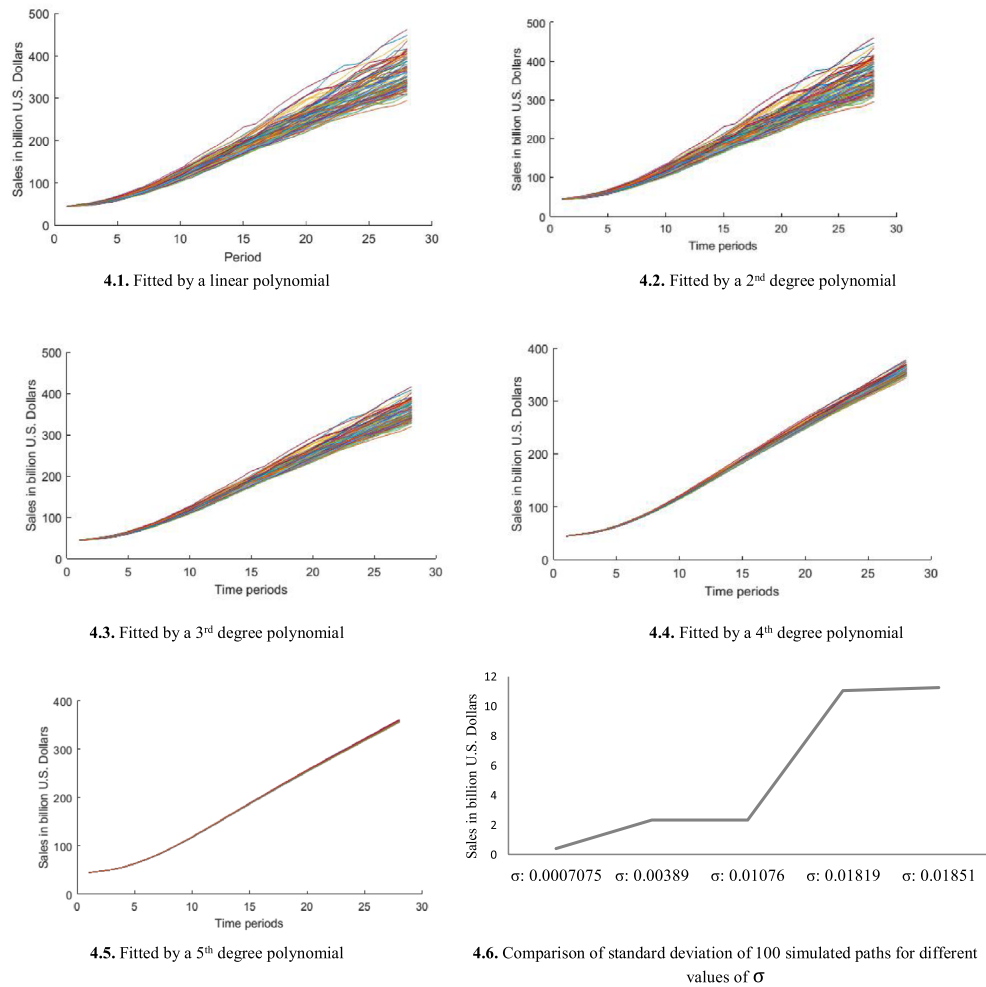 500
400
300
200
100
0
Sales in billion U.S. Dollars
0 5 10 15 20 25 30
Period
4.1. Fitted by a linear polynomial
500
400
300
200
100
0
Sales in billion U.S. Dollars
0 5 10 15 20 25 30
Time periods
4.2. Fitted by a 2nd degree polynomial
500
400
300
200
100
0
Sales in billion U.S. Dollars
0 5 10 15 20 25 30
Time periods
4.3. Fitted by a 3rd degree polynomial
400
300
200
100
0
Sales in billion U.S. Dollars
0 5 10 15 20 25 30
Time periods
4.4. Fitted by a 4th degree polynomial
400
300
200
100
0
Sales in billion U.S. Dollars
0 5 10 15 20 25 30
Time periods
4.5. Fitted by a 5th degree polynomial
12
10
8
6
4
2
0
Sales in billion U.S. Dollars
σ: 0.0007075 σ: 0.00389 σ: 0.01076 σ: 0.01819 σ: 0.01851
4.6. Comparison of standard deviation of 100 simulated paths for different
values of σ